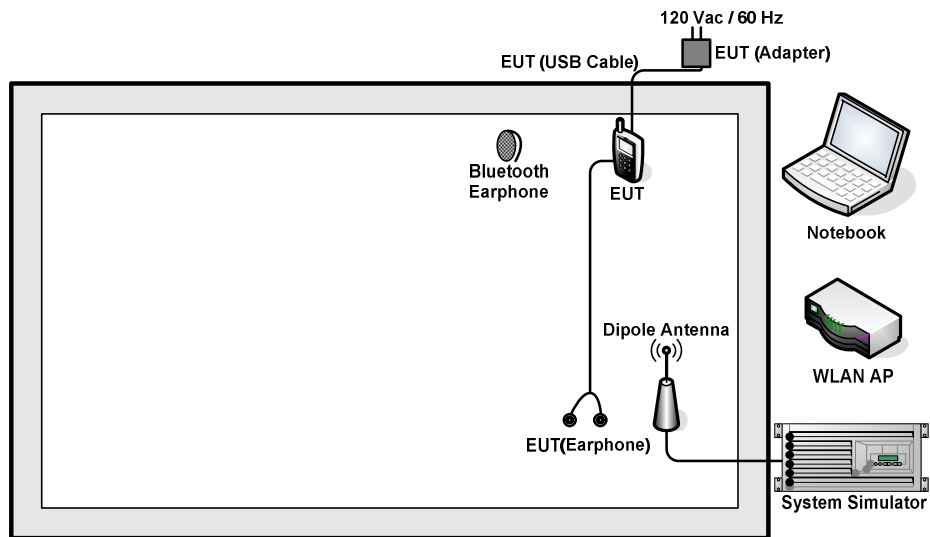 120 Vac / 60 Hz
EUT (USB Cable)
EUT (Adapter)
Bluetooth
Earphone
EUT
Notebook
Dipole Antenna
WLAN AP
EUT(Earphone)
System Simulator